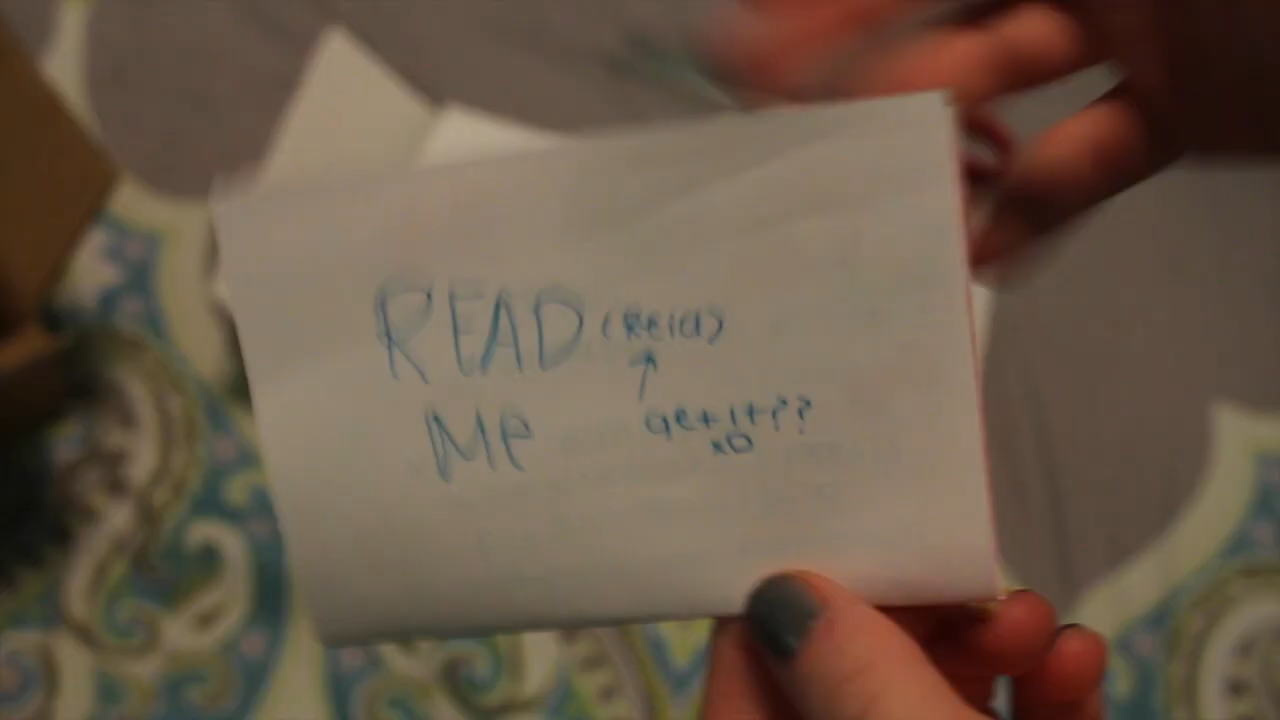 READ (Reid)
↑
Me get it??
xD